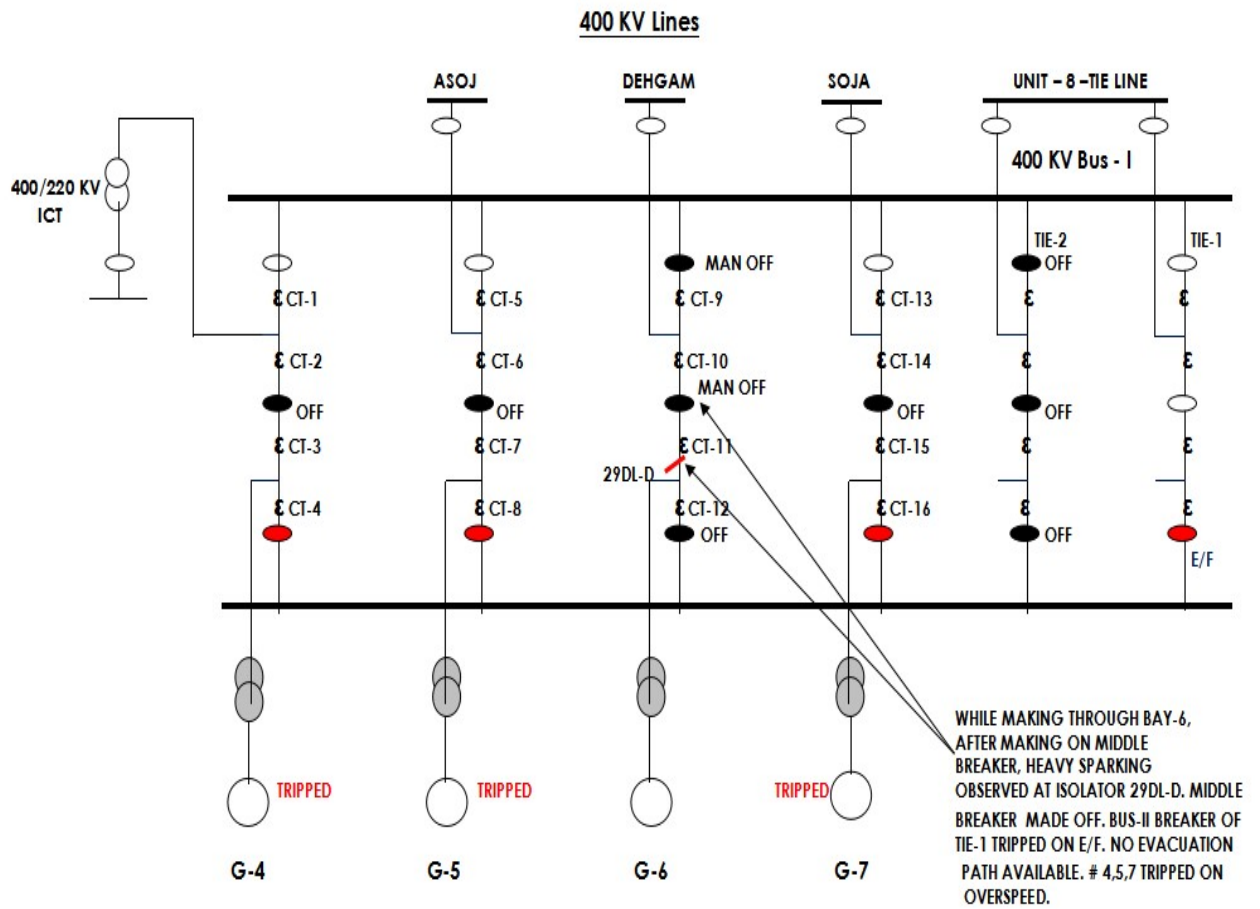 400 KV Lines
ASOJ
DEHGAM
SOJA
UNIT – 8 –TIE LINE
400 KV Bus - I
400/220 KV
ICT
TIE-2
TIE-1
MAN OFF
OFF
CT-1
CT-5
CT-9
CT-13
CT-2
CT-6
CT-10
CT-14
MAN OFF
OFF
OFF
OFF
OFF
CT-3
CT-7
CT-11
CT-15
29DL-D
CT-4
CT-8
CT-12
CT-16
OFF
OFF
E/F
WHILE MAKING THROUGH BAY-6,
AFTER MAKING ON MIDDLE
BREAKER, HEAVY SPARKING
OBSERVED AT ISOLATOR 29DL-D. MIDDLE
BREAKER MADE OFF. BUS-II BREAKER OF
TIE-1 TRIPPED ON E/F. NO EVACUATION
PATH AVAILABLE. # 4,5,7 TRIPPED ON
OVERSPEED.
TRIPPED
TRIPPED
TRIPPED
G-4
G-5
G-6
G-7